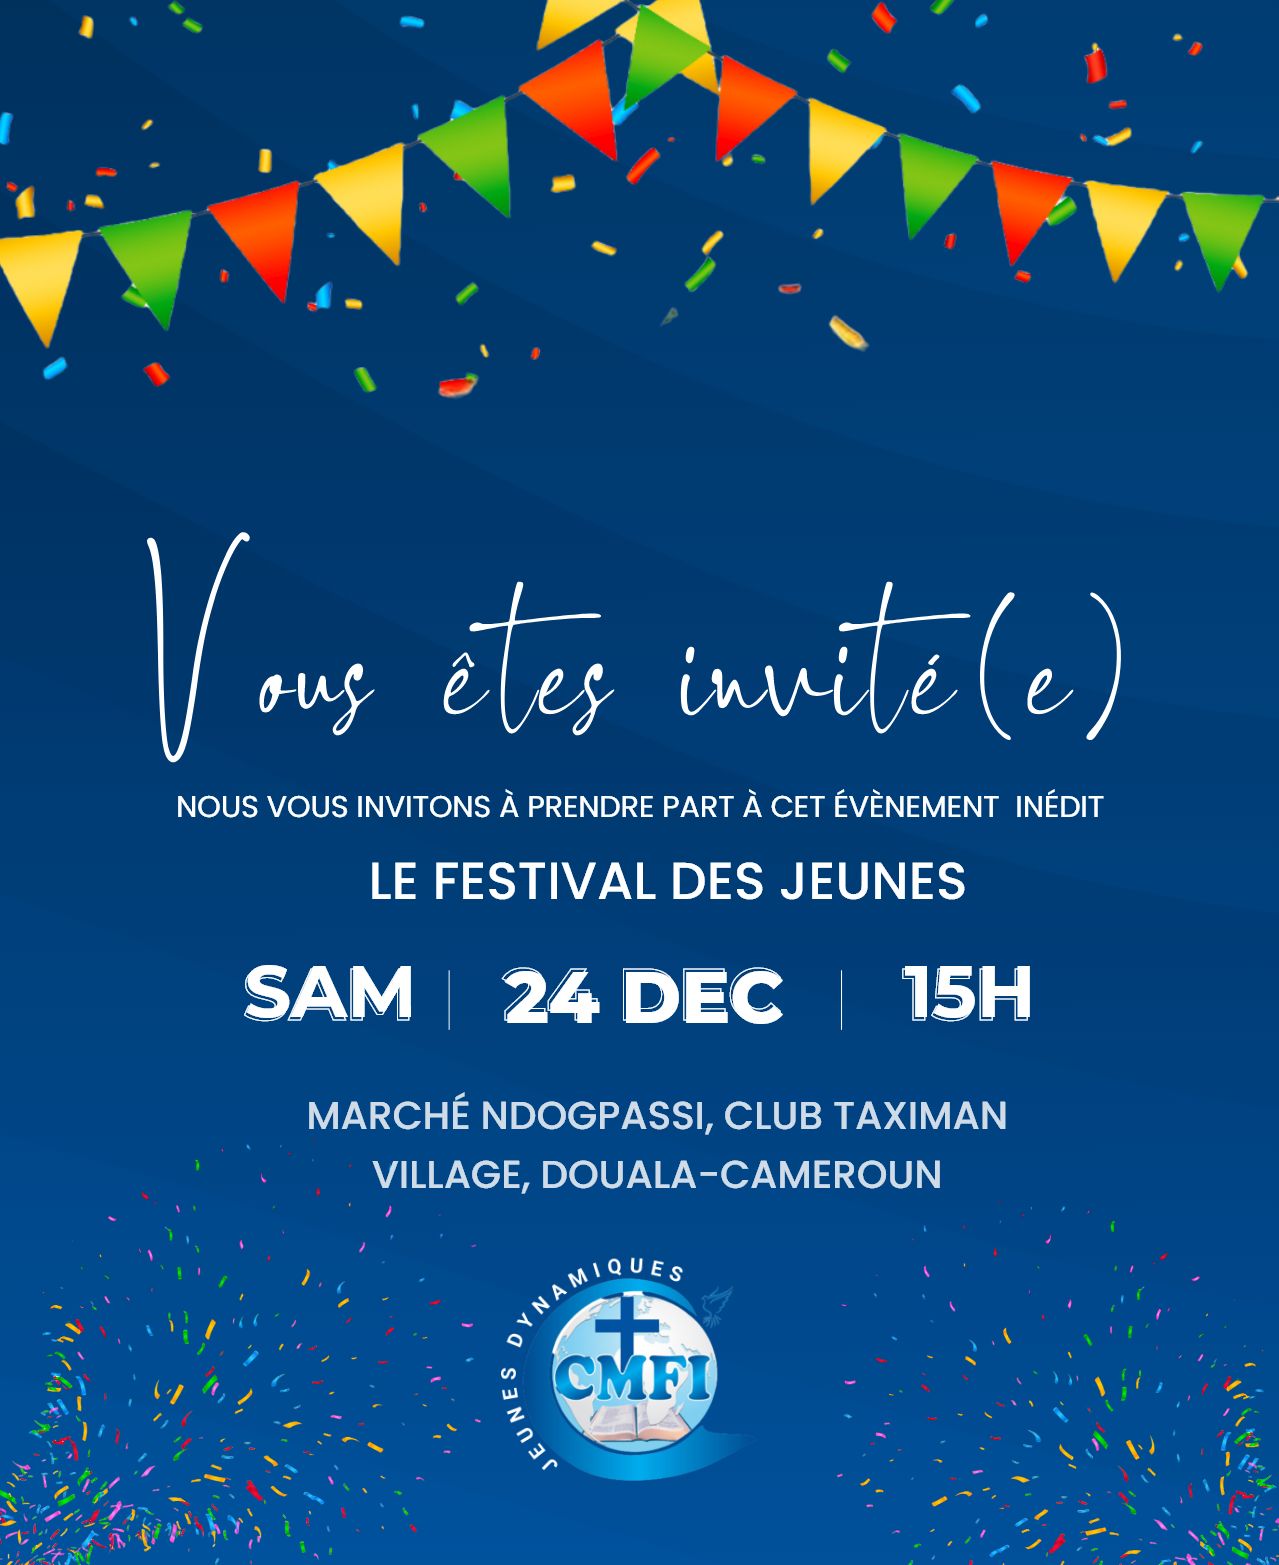 Vous êtes invité(e)
NOUS VOUS INVITONS À PRENDRE PART À CET ÉVÈNEMENT INÉDIT
LE FESTIVAL DES JEUNES
SAM | 24 DEC | 15H
MARCHÉ NDOGPASSI, CLUB TAXIMAN
VILLAGE, DOUALA-CAMEROUN
JEUNES DYNAMIQUES
CMFI